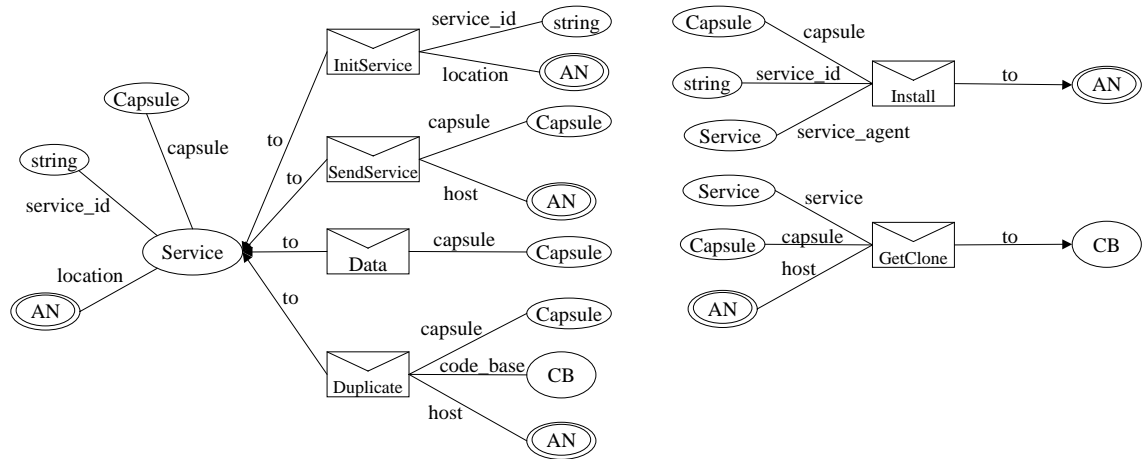 service_id
string
InitService
location
AN
Capsule
capsule
string
service_id
to
capsule
Capsule
to
SendService
host
AN
Service
to
capsule
Data
Capsule
location
AN
to
capsule
Capsule
code_base
CB
Duplicate
host
AN
Capsule
capsule
string
service_id
to
AN
Install
Service
service_agent
Service
service
Capsule
capsule
to
CB
GetClone
host
AN